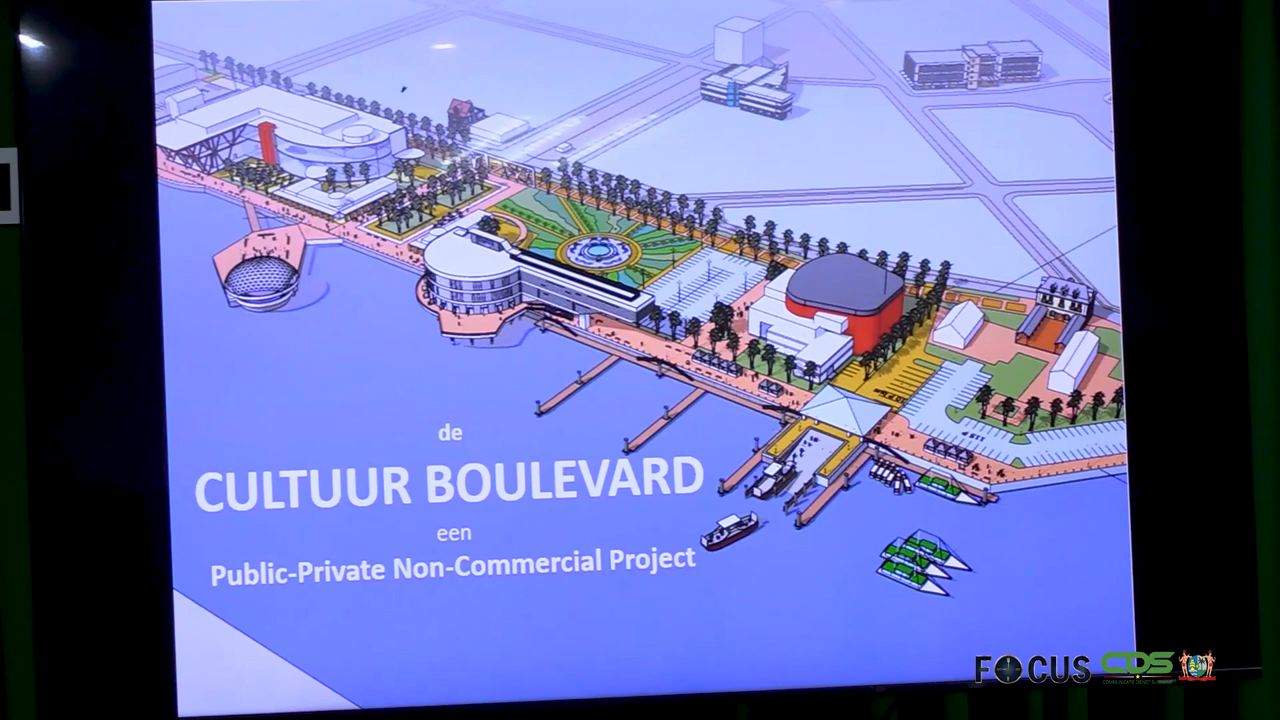 de
CULTUUR BOULEVARD
een
Public-Private Non-Commercial Project
FOCUS CDS